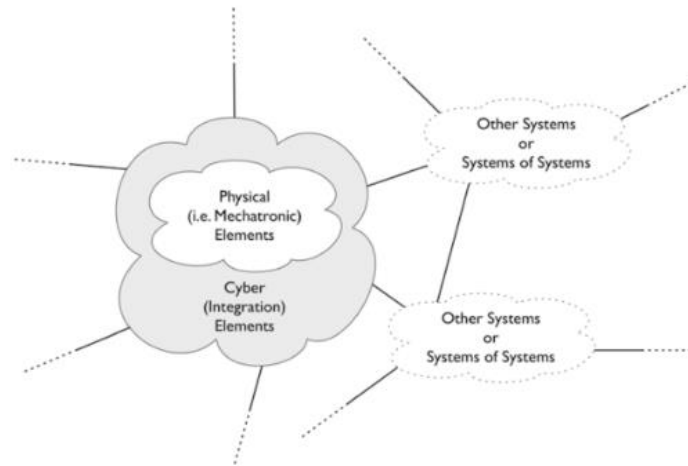 Other Systems
or
Systems of Systems
Physical
(i.e. Mechatronic)
Elements
Cyber
(Integration)
Elements
Other Systems
or
Systems of Systems